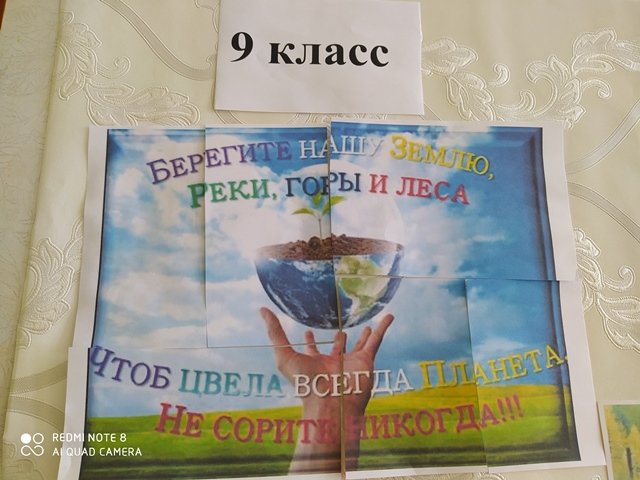 9 класс
БЕРЕГИТЕ НАШУ ЗЕМЛЮ,
РЕКИ, ГОРЫ И ЛЕСА
ЧТОБ ЦВЕЛА ВСЕГДА ПЛАНЕТА,
НЕ СОРИТЕ НИКОГДА!!!
REDMI NOTE 8
AI QUAD CAMERA